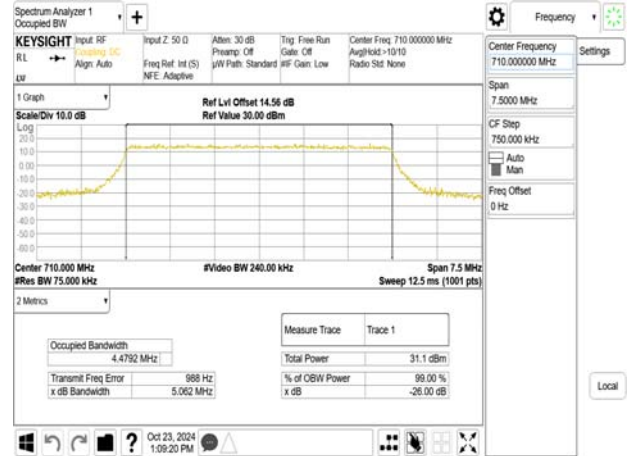 Spectrum Analyzer 1
Occupied BW
Frequency
KEYSIGHT
RL
Input: RF
Coupling: DC
Align: Auto
Input Z: 50 Ω
Freq Ref: Int (S)
NFE: Adaptive
Atten: 30 dB
Preamp: Off
µW Path: Standard
Trig: Free Run
Gate: Off
#IF Gain: Low
Center Freq: 710.000000 MHz
Avg|Hold:>10/10
Radio Std: None
Center Frequency
710.000000 MHz
Settings
Span
7.5000 MHz
CF Step
750.000 kHz
Auto
Man
Freq Offset
0 Hz
Local
1 Graph
Scale/Div 10.0 dB
Ref Lvl Offset 14.56 dB
Ref Value 30.00 dBm
Log
20.0
10.0
0.00
-10.0
-20.0
-30.0
-40.0
-50.0
-60.0
Center 710.000 MHz
#Video BW 240.00 kHz
Span 7.5 MHz
#Res BW 75.000 kHz
Sweep 12.5 ms (1001 pts)
2 Metrics
Measure Trace
Trace 1
Occupied Bandwidth
4.4792 MHz
Total Power
31.1 dBm
Transmit Freq Error
988 Hz
% of OBW Power
99.00 %
x dB Bandwidth
5.062 MHz
x dB
-26.00 dB
Oct 23, 2024
1:09:20 PM